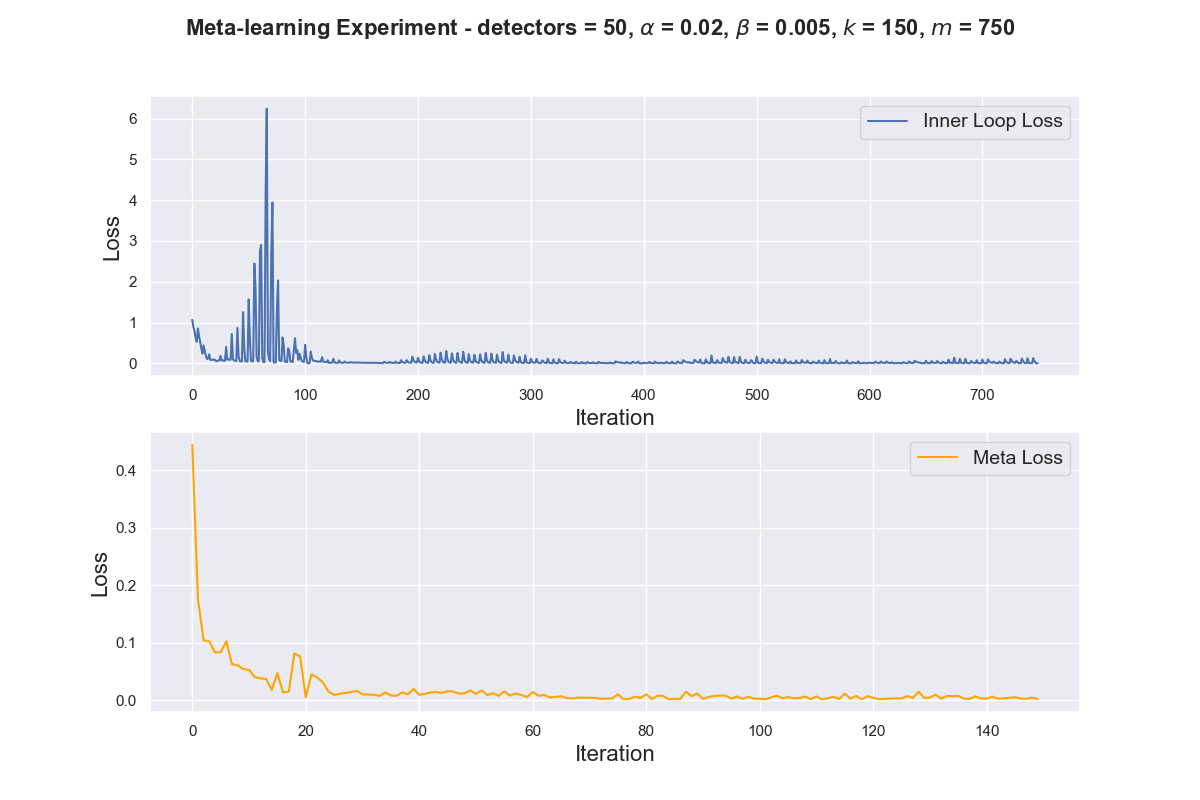 Meta-learning Experiment - detectors = 50, α = 0.02, β = 0.005, k = 150, m = 750
Inner Loop Loss
6
5
4
3
2
1
0
Loss
0 100 200 300 400 500 600 700
Iteration
Meta Loss
0.4
0.3
0.2
0.1
0.0
Loss
0 20 40 60 80 100 120 140
Iteration